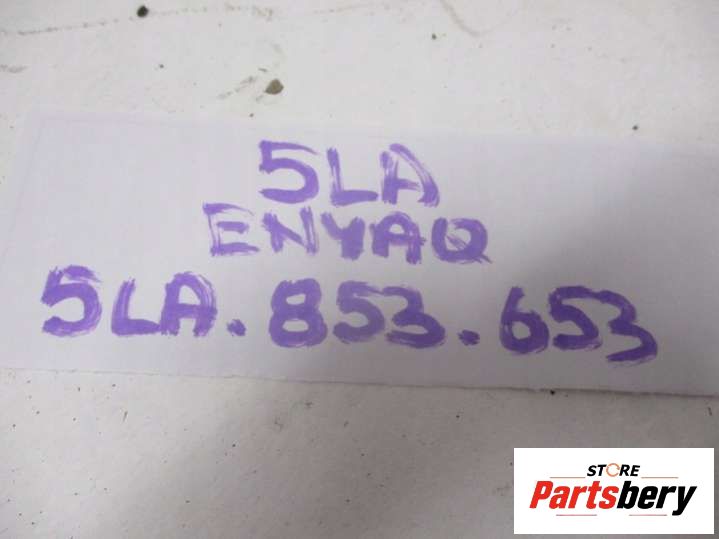 5LA
ENYAQ
5LA.853.653
STORE
Partsbery